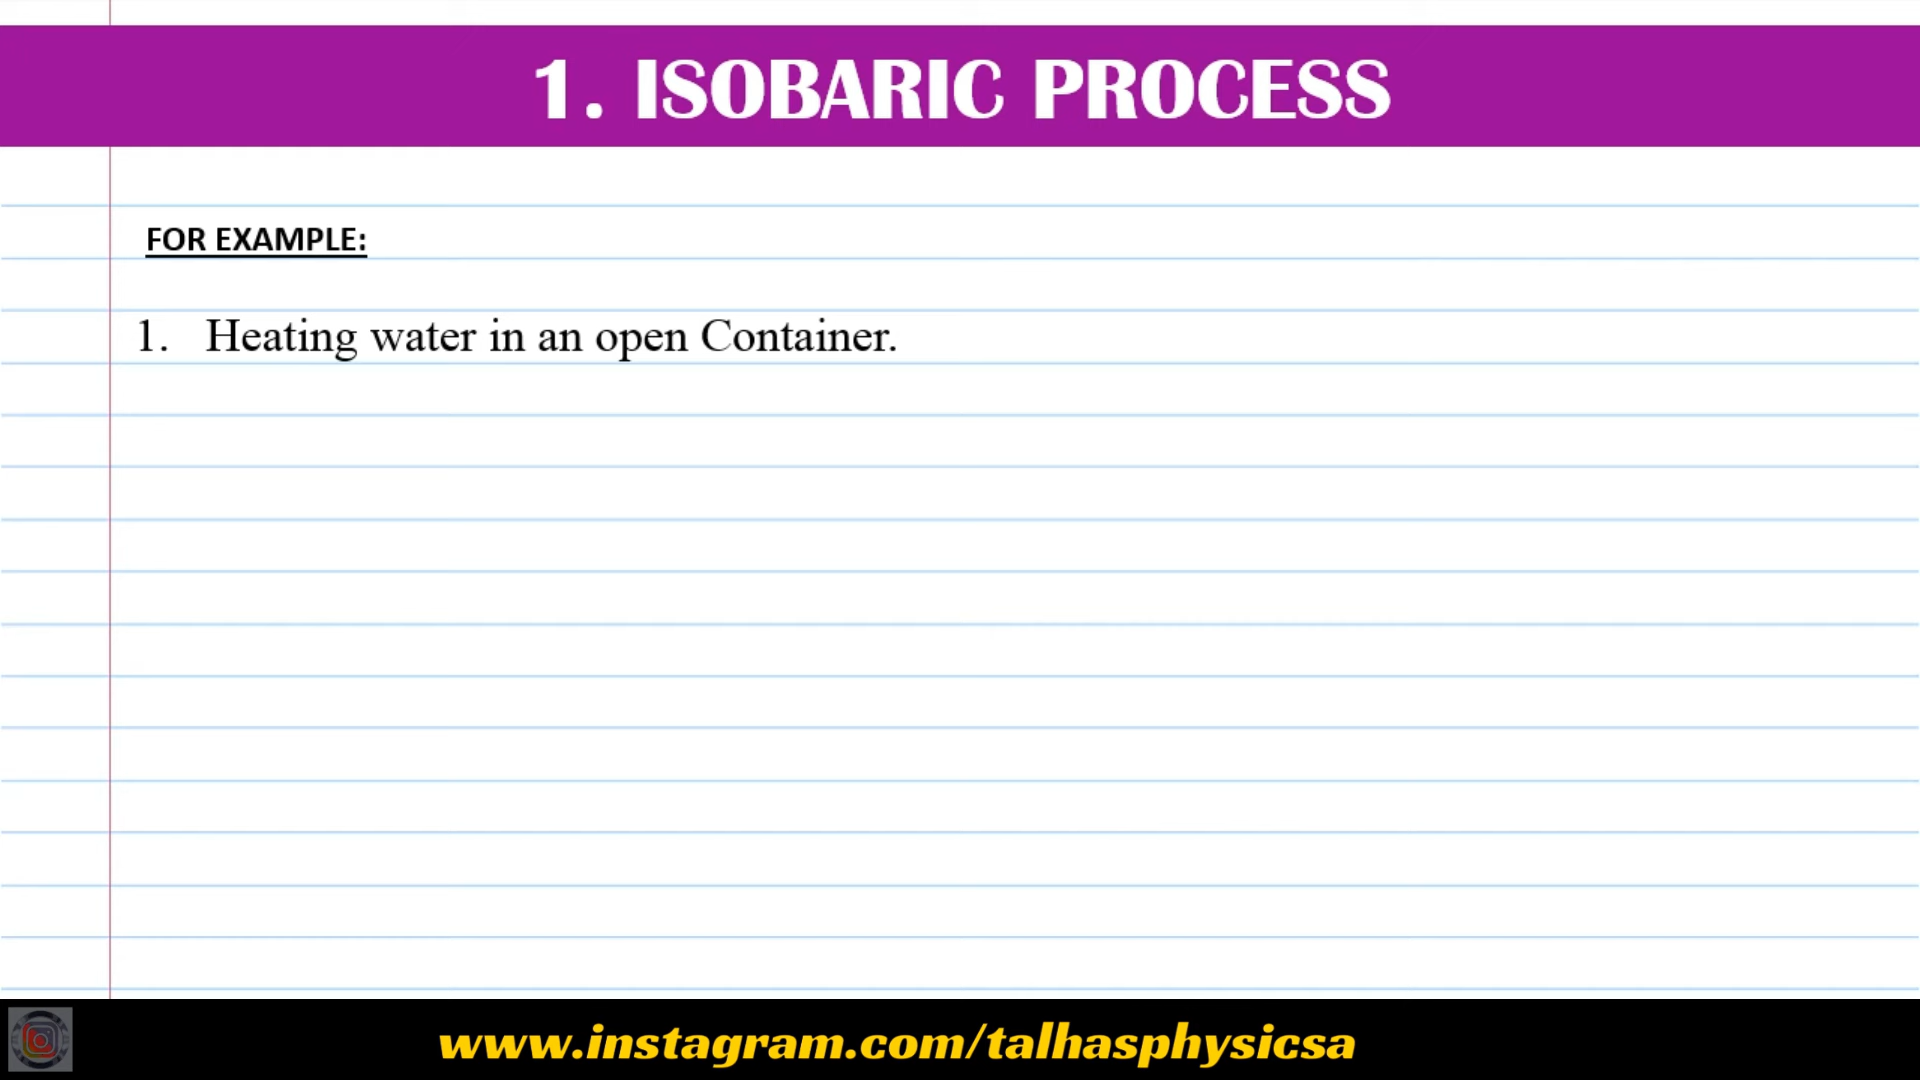 1. ISOBARIC PROCESS
FOR EXAMPLE:
1. Heating water in an open Container.
www.instagram.com/talhasphysicsa